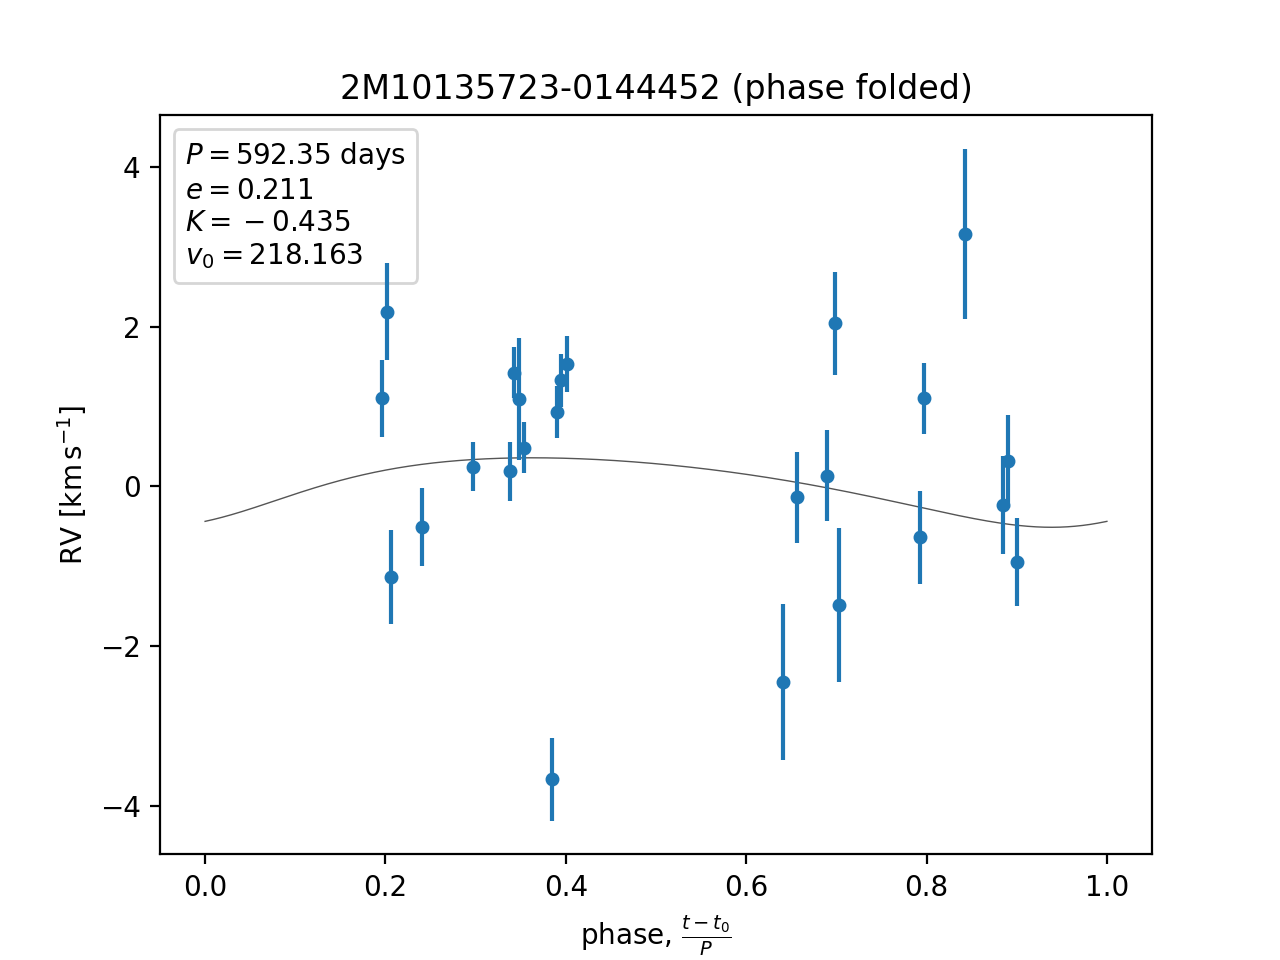 2M10135723-0144452 (phase folded)
P = 592.35 days
e = 0.211
K = −0.435
v₀ = 218.163
RV [km s⁻¹]
4
2
0
−2
−4
0.0 0.2 0.4 0.6 0.8 1.0
phase, (t − t₀)/P